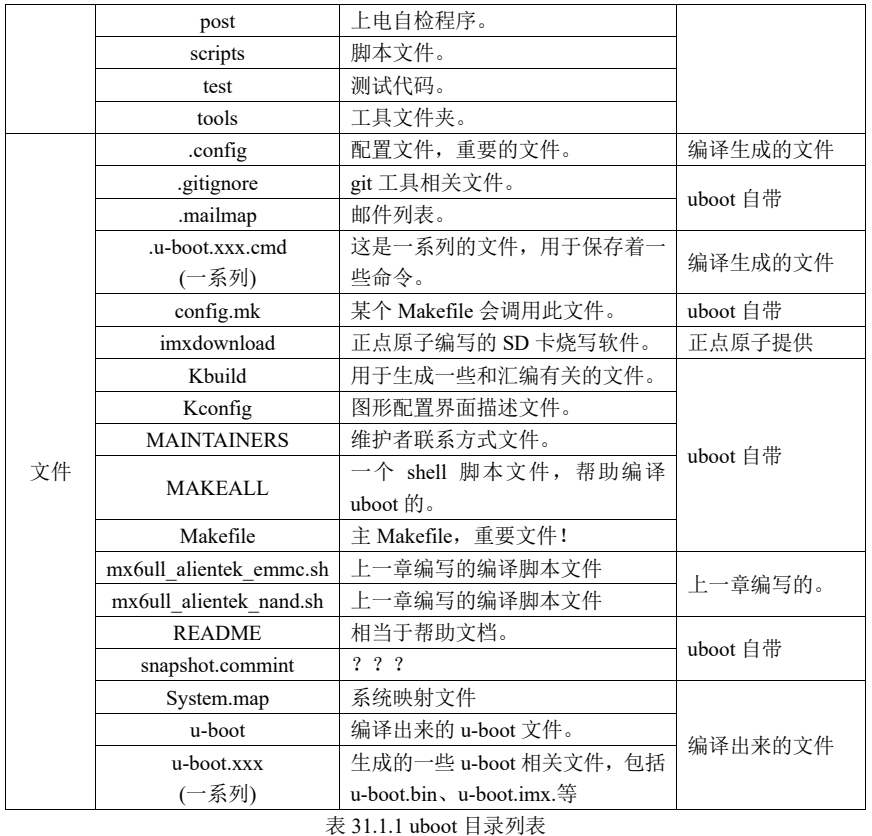 post 上电自检程序。
scripts 脚本文件。
test 测试代码。
tools 工具文件夹。
文件
.config 配置文件，重要的文件。 编译生成的文件
.gitignore git 工具相关文件。
uboot 自带
.mailmap 邮件列表。
.u-boot.xxx.cmd 这是一系列的文件，用于保存着一
(一系列) 些命令。
编译生成的文件
config.mk 某个 Makefile 会调用此文件。 uboot 自带
imxdownload 正点原子编写的 SD 卡烧写软件。 正点原子提供
Kbuild 用于生成一些和汇编有关的文件。
Kconfig 图形配置界面描述文件。
MAINTAINERS 维护者联系方式文件。
uboot 自带
MAKEALL 一个 shell 脚本文件，帮助编译
uboot 的。
Makefile 主 Makefile，重要文件！
mx6ull_alientek_emmc.sh 上一章编写的编译脚本文件
上一章编写的。
mx6ull_alientek_nand.sh 上一章编写的编译脚本文件
README 相当于帮助文档。
uboot 自带
snapshot.commint ？？？
System.map 系统映射文件
u-boot 编译出来的 u-boot 文件。
编译出来的文件
u-boot.xxx 生成的一些 u-boot 相关文件，包括
(一系列) u-boot.bin、u-boot.imx.等
表 31.1.1 uboot 目录列表